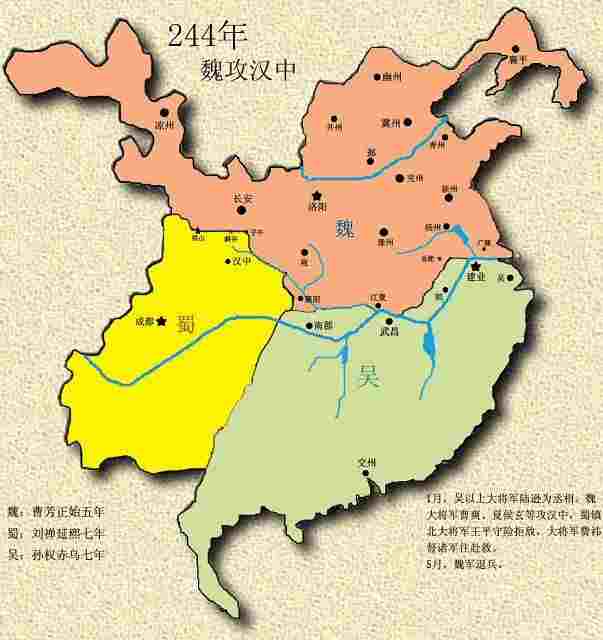 244年
魏攻汉中
襄平
幽州
凉州
并州
冀州
青州
邺
兖州
徐州
长安
洛阳
魏
豫州
扬州
广陵
祁山
斜谷
子午
汉中
宛
合肥
建业
吴
襄阳
江夏
成都
蜀
南郡
武昌
吴
交州
魏：曹芳正始五年
蜀：刘禅延熙七年
吴：孙权赤乌七年
1月，吴以上大将军陆逊为丞相。魏
大将军曹爽、夏侯玄等攻汉中，蜀镇
北大将军王平守险拒敌，大将军费祎
督诸军往赴救。
5月，魏军退兵。